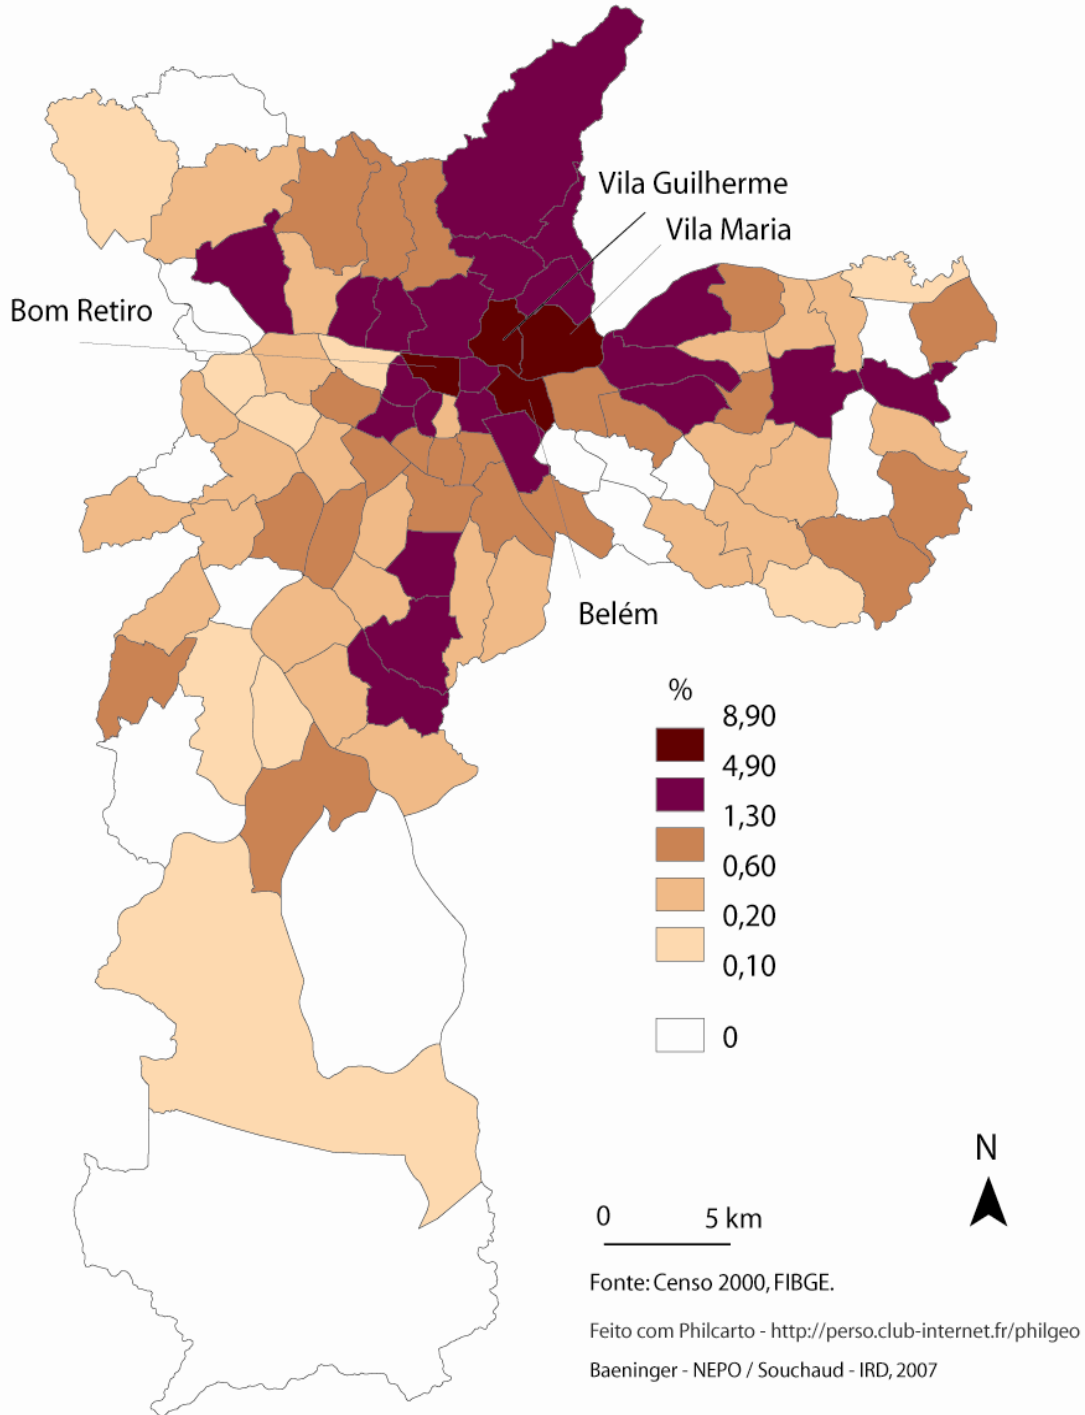 Vila Guilherme
Vila Maria
Bom Retiro
Belém
%
8,90
4,90
1,30
0,60
0,20
0,10
0
N
0 5 km
Fonte: Censo 2000, FIBGE.
Feito com Philcarto - http://perso.club-internet.fr/philgeo
Baeninger - NEPO / Souchaud - IRD, 2007